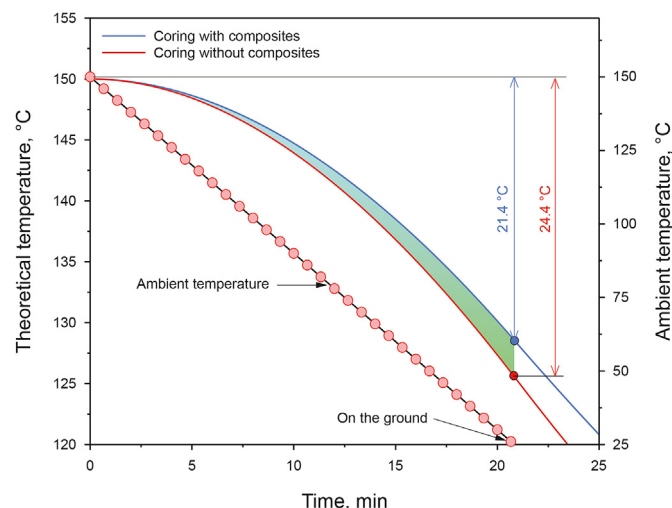 Coring with composites
Coring without composites
Theoretical temperature, °C
155
150
145
140
135
130
125
120
Ambient temperature, °C
150
125
100
75
50
25
21.4 °C
24.4 °C
Ambient temperature
On the ground
0
5
10
15
20
25
Time, min